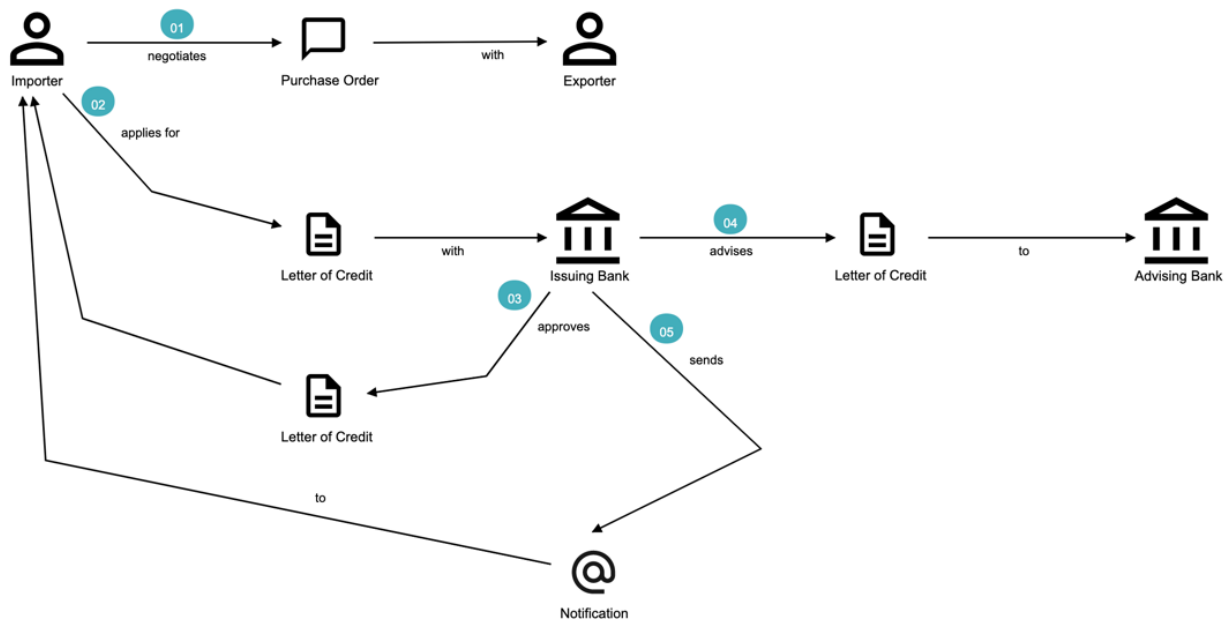 01
negotiates
with
Importer
Purchase Order
Exporter
02
applies for
04
with
advises
to
Letter of Credit
Issuing Bank
Letter of Credit
Advising Bank
03
approves
05
sends
Letter of Credit
to
Notification